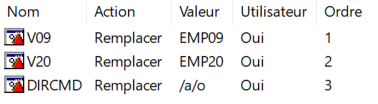 Nom Action Valeur Utilisateur Ordre
V09 Remplacer EMP09 Oui 1
V20 Remplacer EMP20 Oui 2
DIRCMD Remplacer /a/o Oui 3